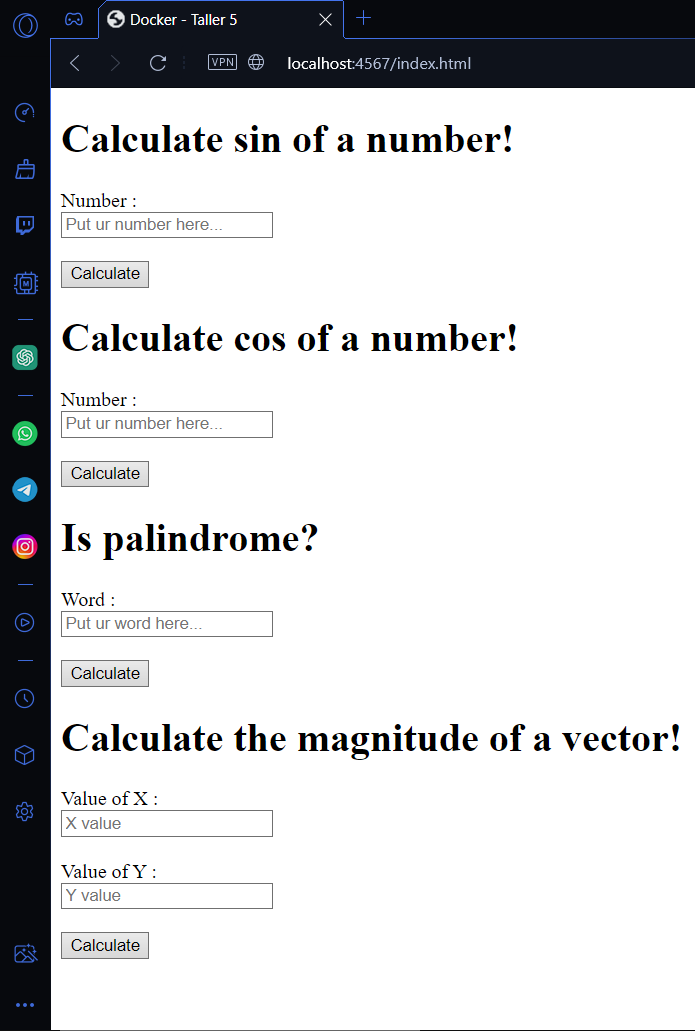 Docker - Taller 5
VPN
localhost:4567/index.html
M
Calculate sin of a number!
Number :
Put ur number here...
Calculate
Calculate cos of a number!
Number :
Put ur number here...
Calculate
Is palindrome?
Word :
Put ur word here...
Calculate
Calculate the magnitude of a vector!
Value of X :
X value
Value of Y :
Y value
Calculate